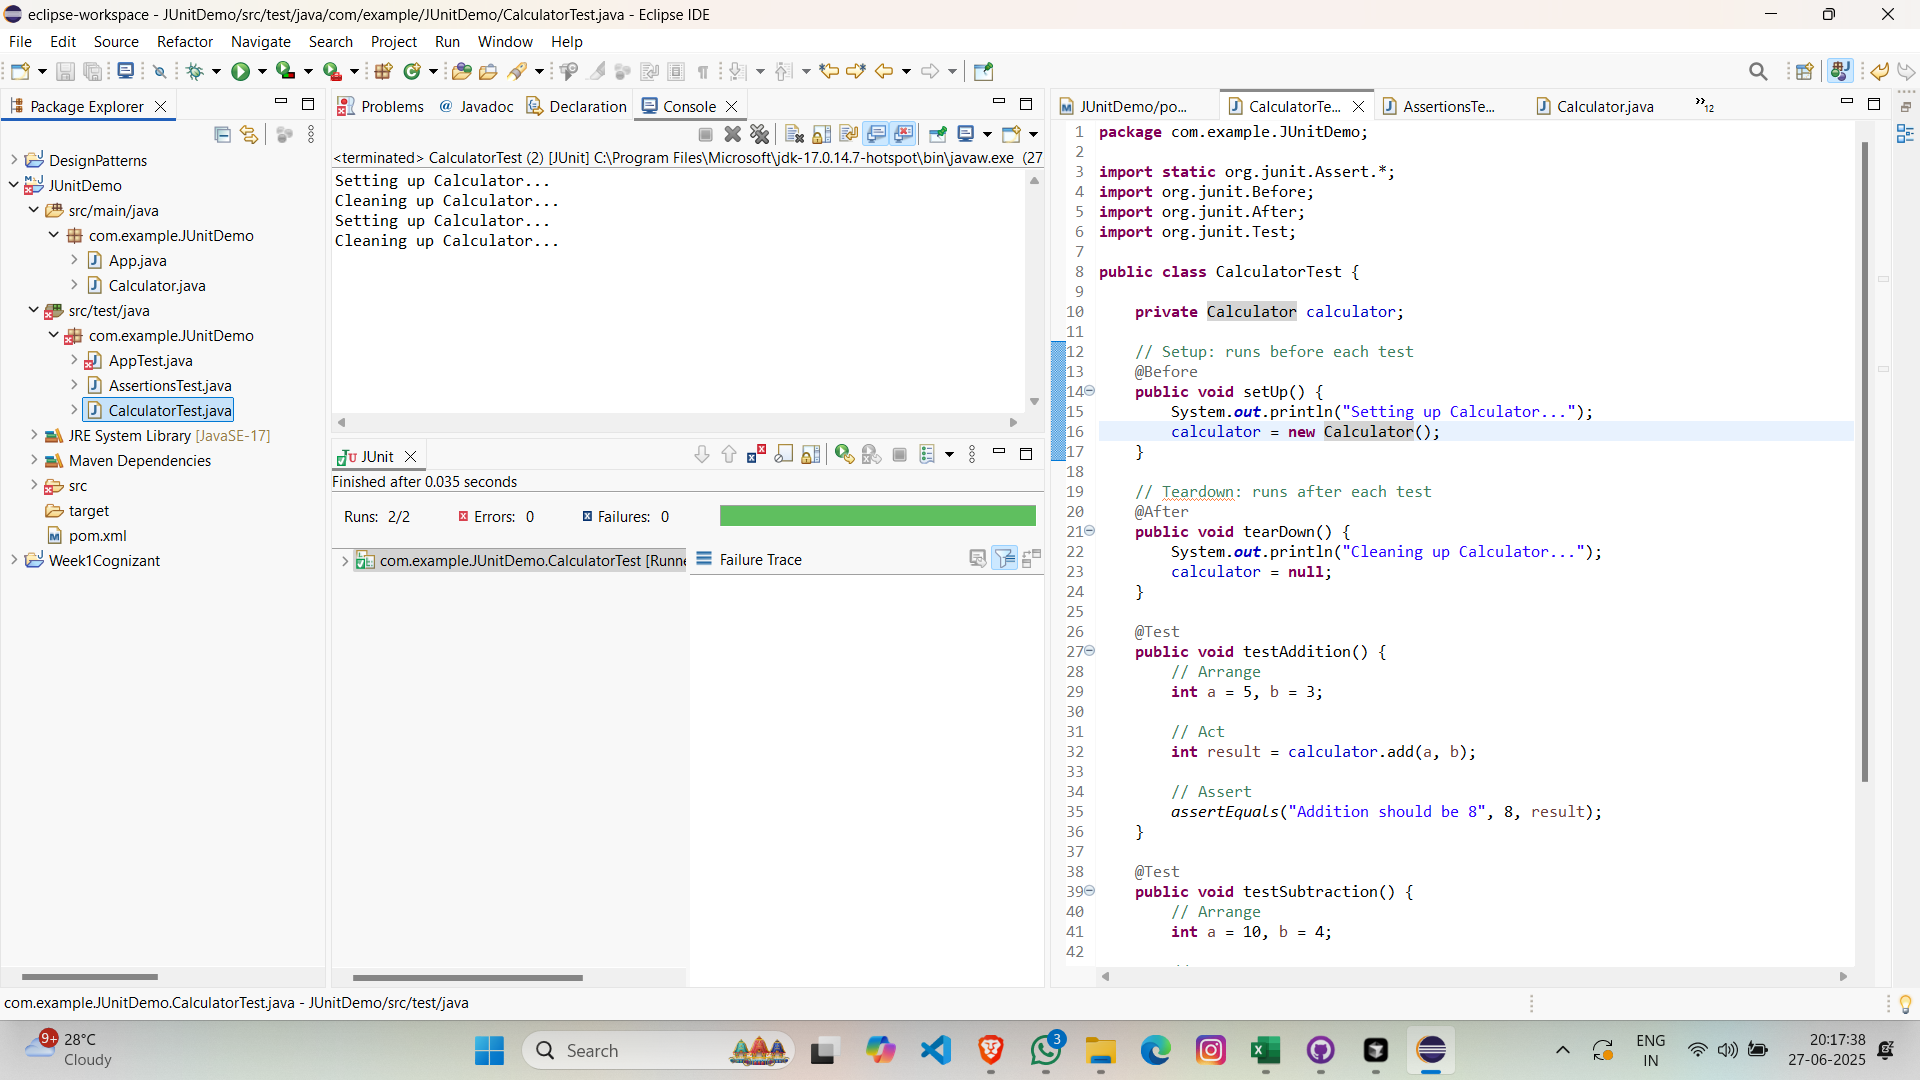 eclipse-workspace - JUnitDemo/src/test/java/com/example/JUnitDemo/CalculatorTest.java - Eclipse IDE
File Edit Source Refactor Navigate Search Project Run Window Help
Package Explorer
DesignPatterns
JUnitDemo
src/main/java
com.example.JUnitDemo
App.java
Calculator.java
src/test/java
com.example.JUnitDemo
AppTest.java
AssertionsTest.java
CalculatorTest.java
JRE System Library [JavaSE-17]
Maven Dependencies
src
target
pom.xml
Week1Cognizant
Problems @ Javadoc Declaration Console
<terminated> CalculatorTest (2) [JUnit] C:\Program Files\Microsoft\jdk-17.0.14.7-hotspot\bin\javaw.exe (27
Setting up Calculator...
Cleaning up Calculator...
Setting up Calculator...
Cleaning up Calculator...
JUnit
Finished after 0.035 seconds
Runs: 2/2 Errors: 0 Failures: 0
com.example.JUnitDemo.CalculatorTest [Runne
Failure Trace
JUnitDemo/po... CalculatorTe... AssertionsTe... Calculator.java »12
1 package com.example.JUnitDemo;
2
3 import static org.junit.Assert.*;
4 import org.junit.Before;
5 import org.junit.After;
6 import org.junit.Test;
7
8 public class CalculatorTest {
9
10 private Calculator calculator;
11
12 // Setup: runs before each test
13 @Before
14 public void setUp() {
15 System.out.println("Setting up Calculator...");
16 calculator = new Calculator();
17 }
18
19 // Teardown: runs after each test
20 @After
21 public void tearDown() {
22 System.out.println("Cleaning up Calculator...");
23 calculator = null;
24 }
25
26 @Test
27 public void testAddition() {
28 // Arrange
29 int a = 5, b = 3;
30
31 // Act
32 int result = calculator.add(a, b);
33
34 // Assert
35 assertEquals("Addition should be 8", 8, result);
36 }
37
38 @Test
39 public void testSubtraction() {
40 // Arrange
41 int a = 10, b = 4;
42
com.example.JUnitDemo.CalculatorTest.java - JUnitDemo/src/test/java
9+
28°C
Cloudy
Search
3
ENG
IN
20:17:38
27-06-2025